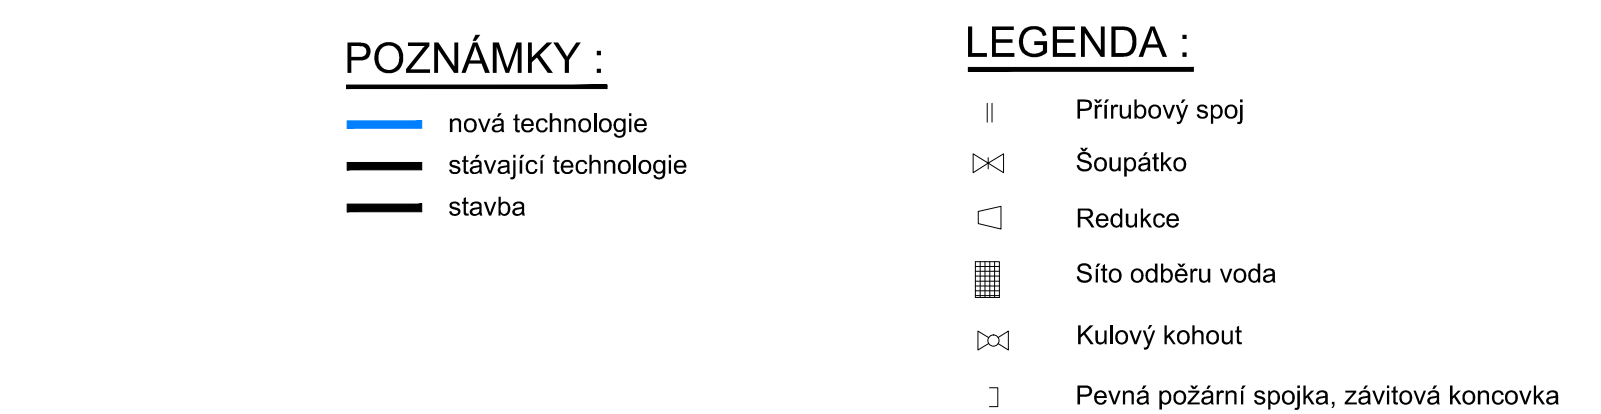 POZNÁMKY :
nová technologie
stávající technologie
stavba
LEGENDA :
Přírubový spoj
Šoupátko
Redukce
Síto odběru voda
Kulový kohout
Pevná požární spojka, závitová koncovka